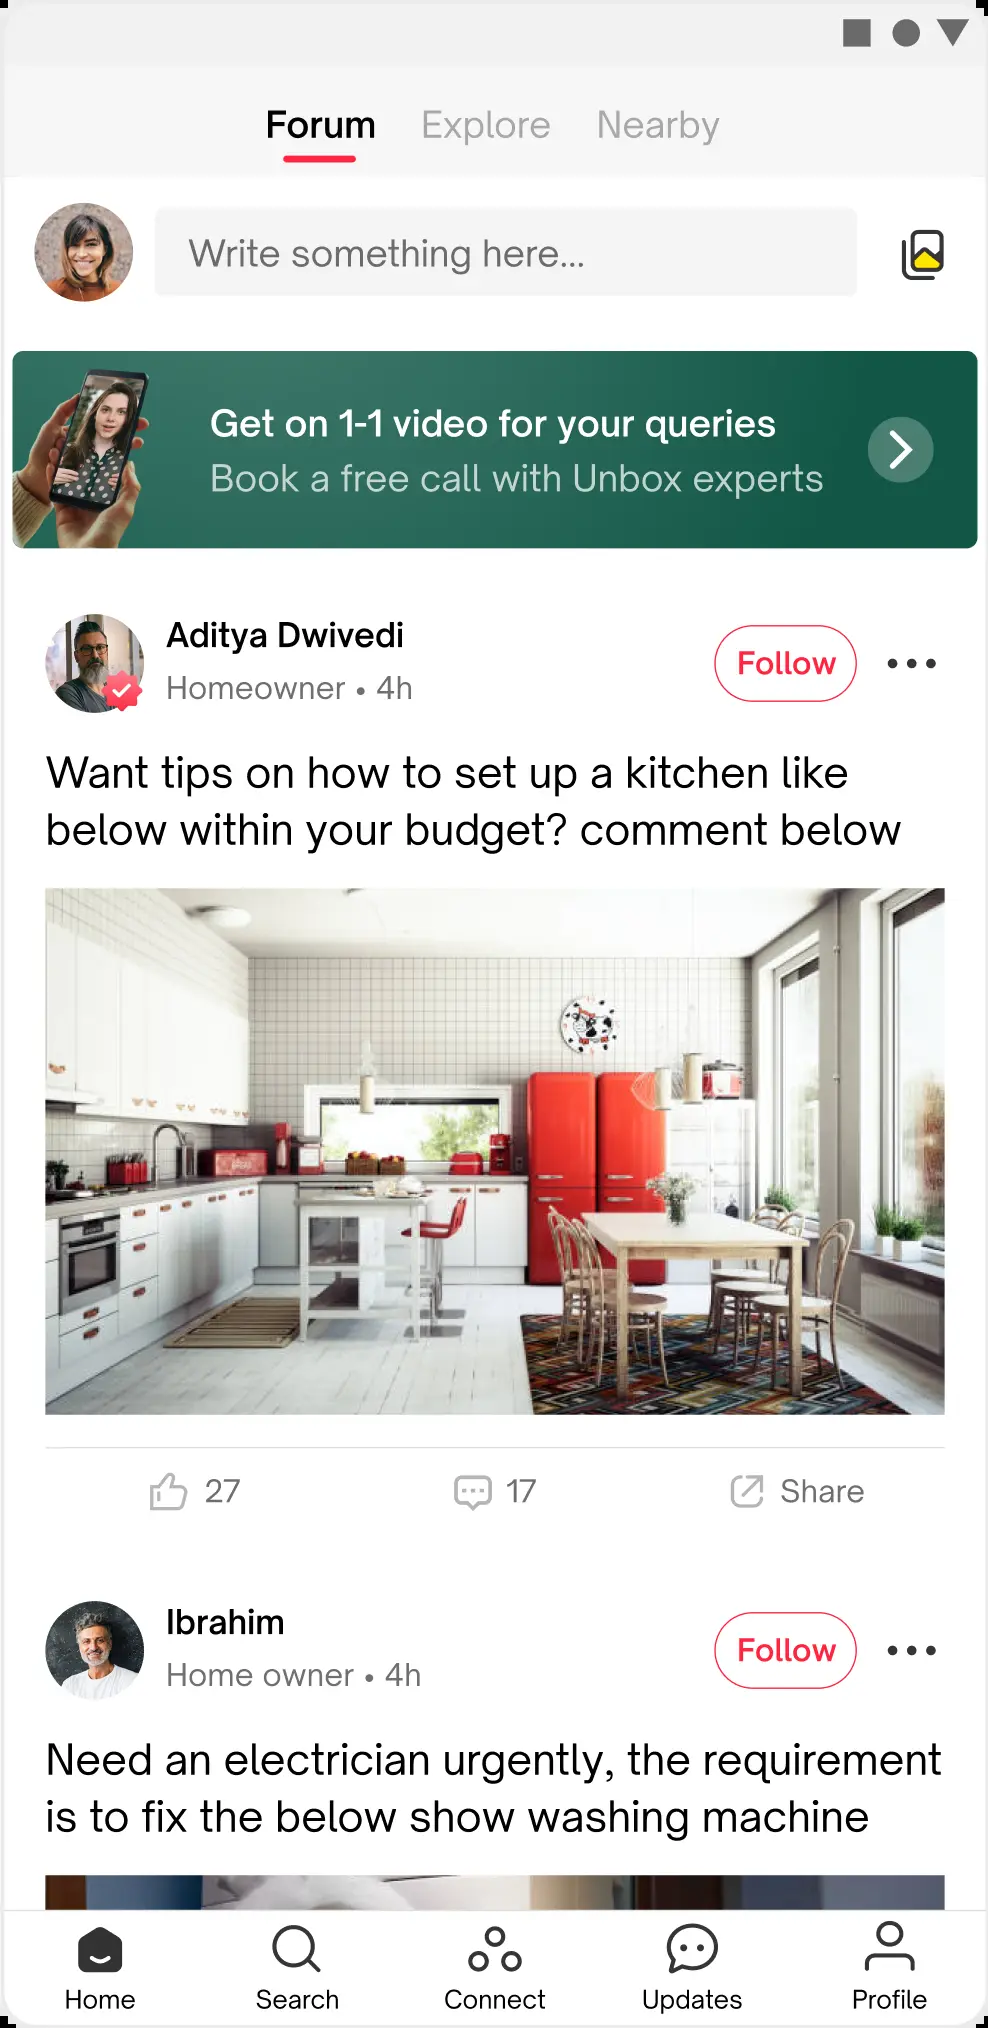 Forum Explore Nearby
Write something here...
Get on 1-1 video for your queries
Book a free call with Unbox experts
Aditya Dwivedi
Homeowner • 4h
Follow
Want tips on how to set up a kitchen like
below within your budget? comment below
27 17 Share
Ibrahim
Home owner • 4h
Follow
Need an electrician urgently, the requirement
is to fix the below show washing machine
Home Search Connect Updates Profile